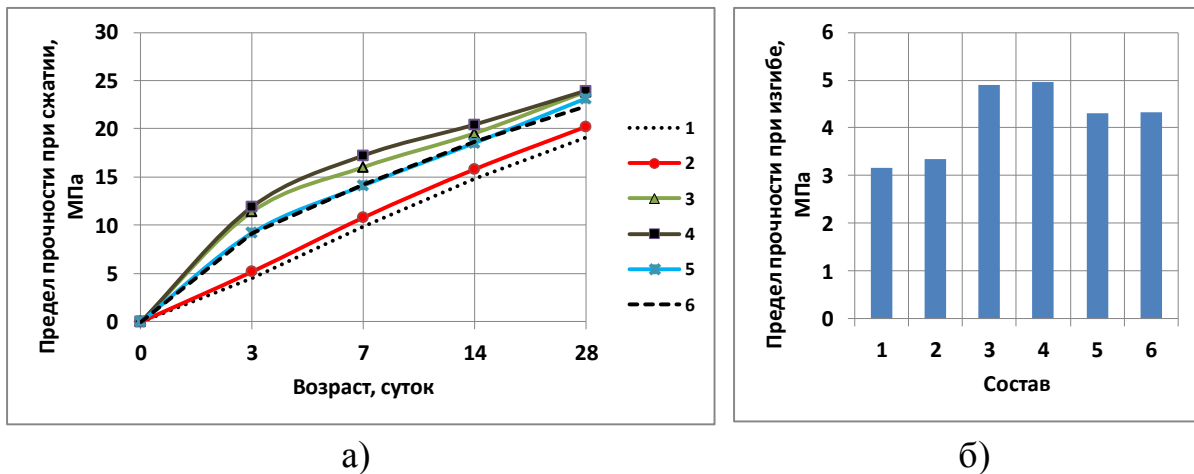 Предел прочности при сжатии,
МПа
30
25
20
15
10
5
0
0 3 7 14 28
Возраст, суток
1
2
3
4
5
6
а)
Предел прочности при изгибе,
МПа
6
5
4
3
2
1
0
1 2 3 4 5 6
Состав
б)